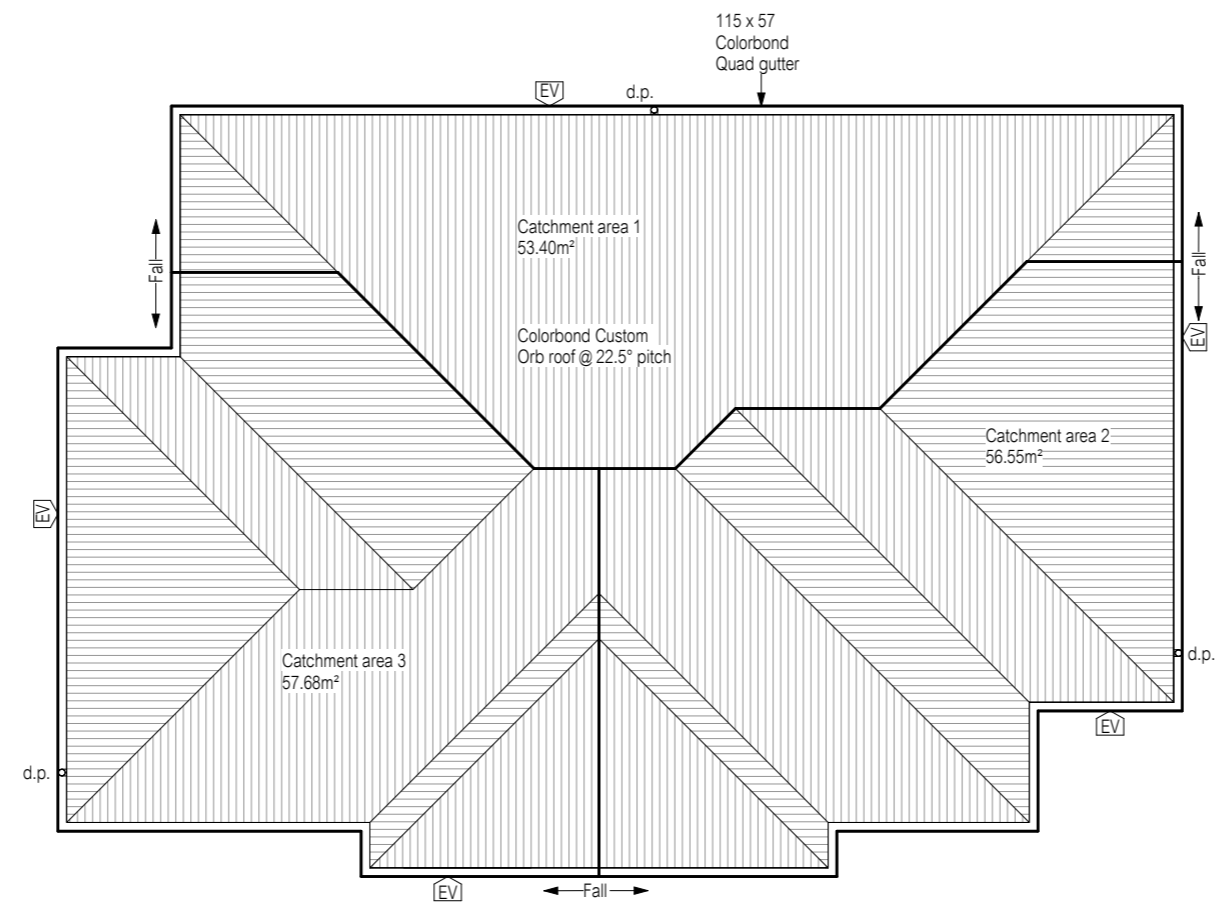 115 x 57
Colorbond
Quad gutter
EV
d.p.
Catchment area 1
53.40m²
Fall
Fall
EV
Colorbond Custom
Orb roof @ 22.5° pitch
Catchment area 2
56.55m²
EV
Catchment area 3
57.68m²
d.p.
EV
d.p.
EV
Fall